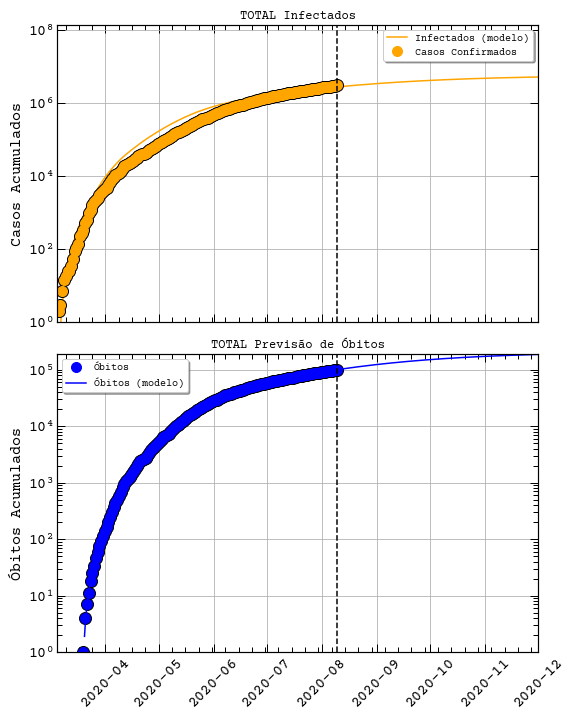 TOTAL Infectados
10^8
10^6
10^4
10^2
10^0
Casos Acumulados
Infectados (modelo)
Casos Confirmados
TOTAL Previsão de Óbitos
10^5
10^4
10^3
10^2
10^1
10^0
Óbitos Acumulados
Óbitos
Óbitos (modelo)
2020-04
2020-05
2020-06
2020-07
2020-08
2020-09
2020-10
2020-11
2020-12